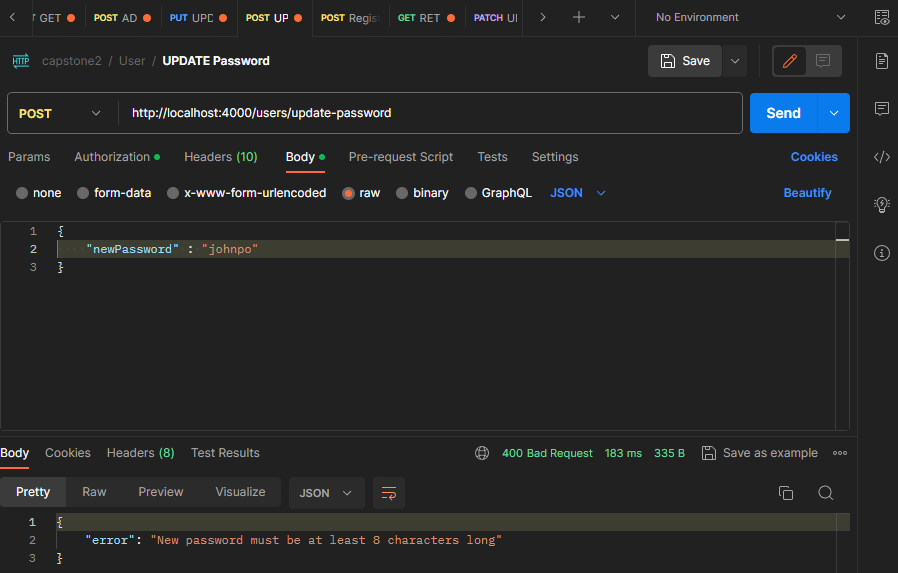 GET POST AD PUT UPD POST UP POST Regis GET RET PATCH UI No Environment
HTTP capstone2 / User / UPDATE Password Save
POST http://localhost:4000/users/update-password Send
Params Authorization Headers (10) Body Pre-request Script Tests Settings Cookies
none form-data x-www-form-urlencoded raw binary GraphQL JSON Beautify
1 {
2 "newPassword" : "johnpo"
3 }
Body Cookies Headers (8) Test Results 400 Bad Request 183 ms 335 B Save as example
Pretty Raw Preview Visualize JSON
1 {
2 "error": "New password must be at least 8 characters long"
3 }